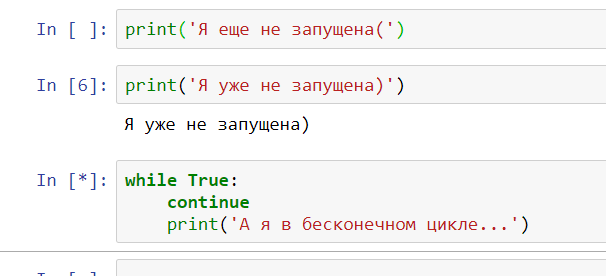 In [ ]: print('Я еще не запущена(')
In [6]: print('Я уже не запущена)')
Я уже не запущена)
In [*]: while True:
continue
print('А я в бесконечном цикле...')